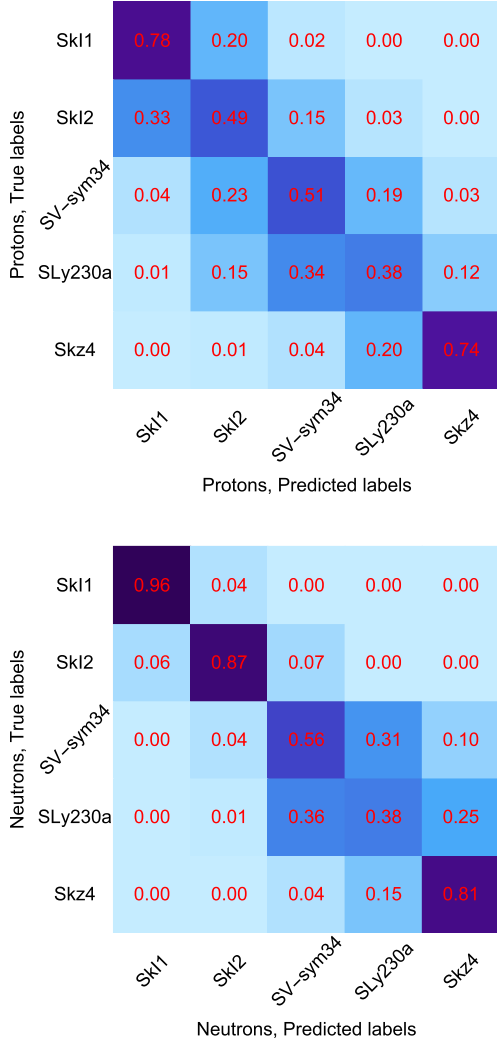 Protons, True labels
SkI1 0.78 0.20 0.02 0.00 0.00
SkI2 0.33 0.49 0.15 0.03 0.00
SV-sym34 0.04 0.23 0.51 0.19 0.03
SLy230a 0.01 0.15 0.34 0.38 0.12
Skz4 0.00 0.01 0.04 0.20 0.74
SkI1 SkI2 SV-sym34 SLy230a Skz4
Protons, Predicted labels
Neutrons, True labels
SkI1 0.96 0.04 0.00 0.00 0.00
SkI2 0.06 0.87 0.07 0.00 0.00
SV-sym34 0.00 0.04 0.56 0.31 0.10
SLy230a 0.00 0.01 0.36 0.38 0.25
Skz4 0.00 0.00 0.04 0.15 0.81
SkI1 SkI2 SV-sym34 SLy230a Skz4
Neutrons, Predicted labels